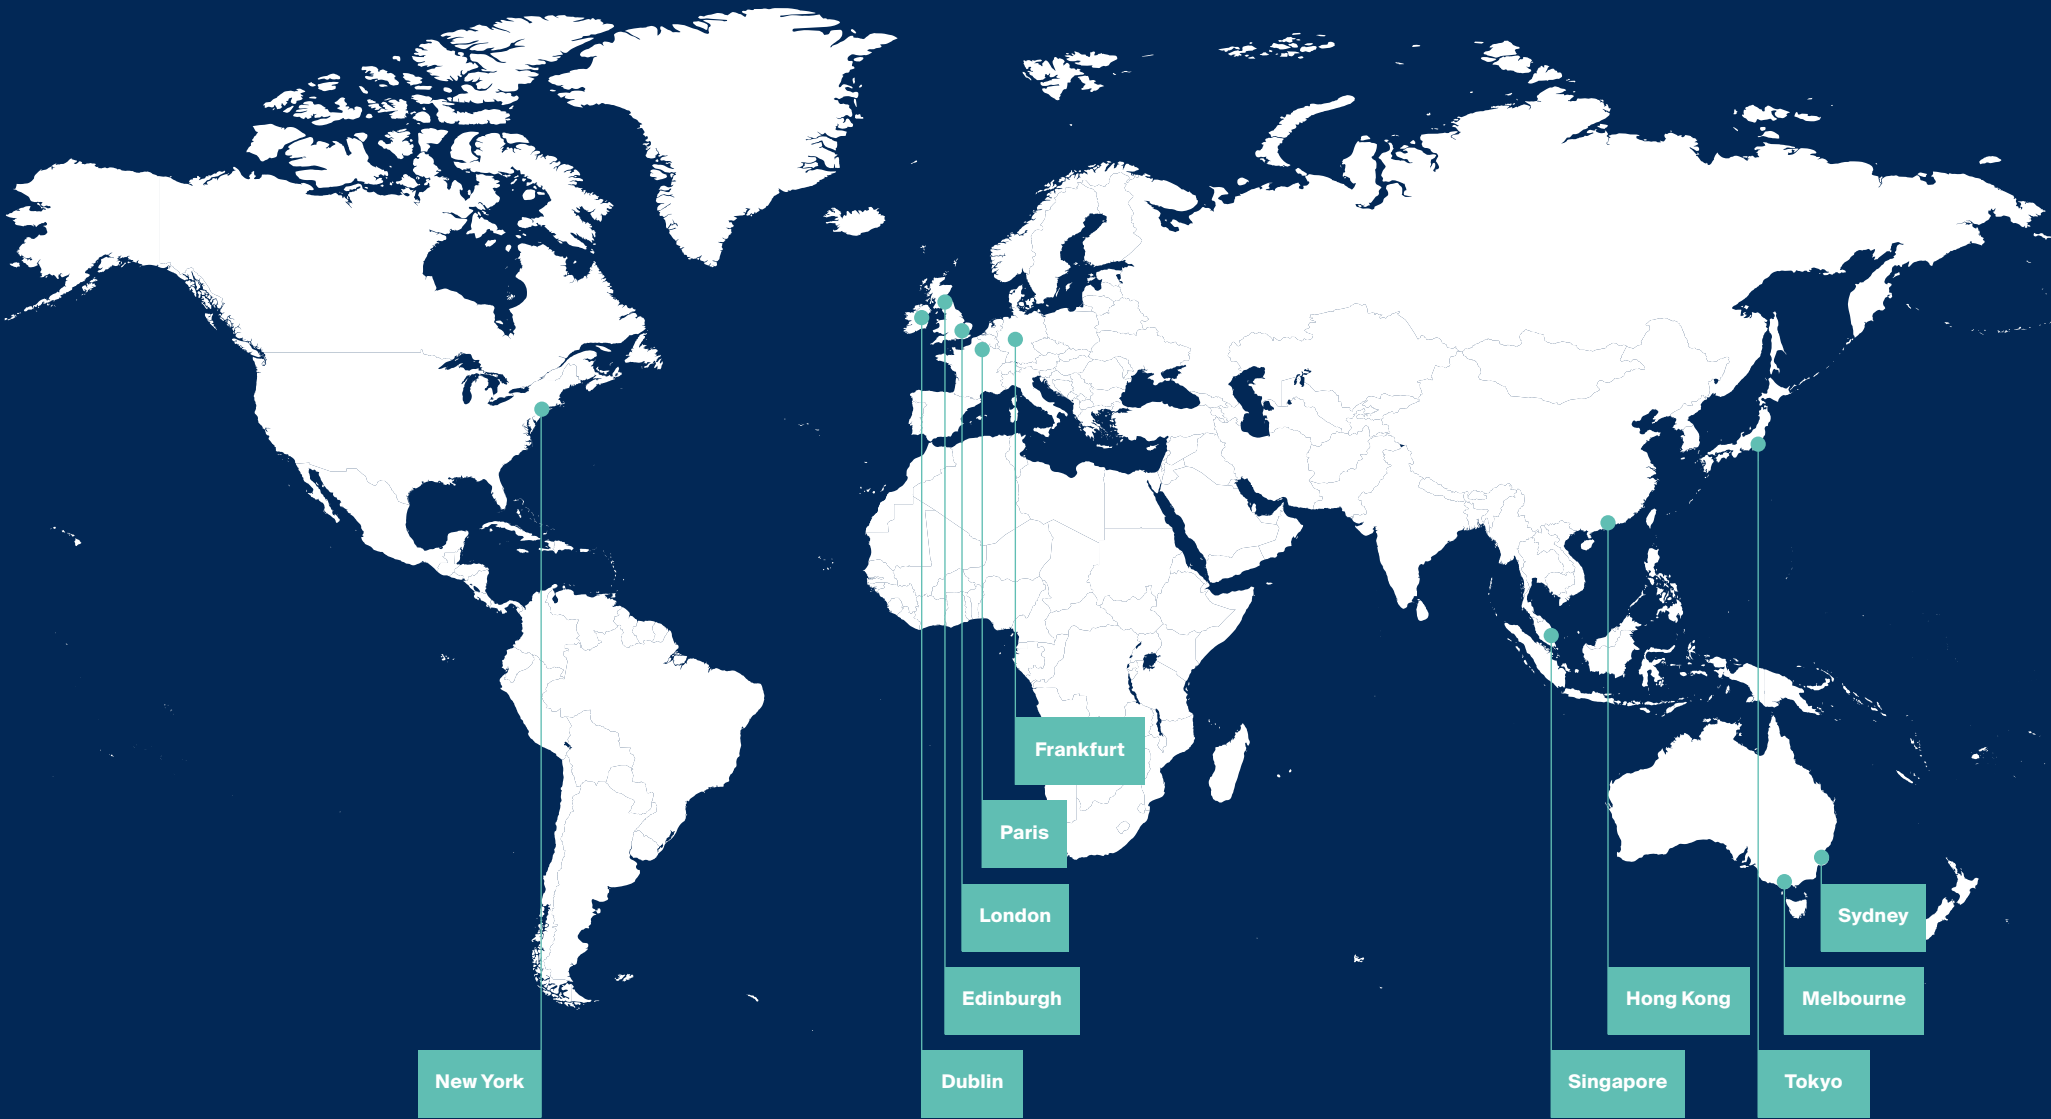 Frankfurt
Paris
London
Sydney
Edinburgh
Hong Kong
Melbourne
New York
Dublin
Singapore
Tokyo